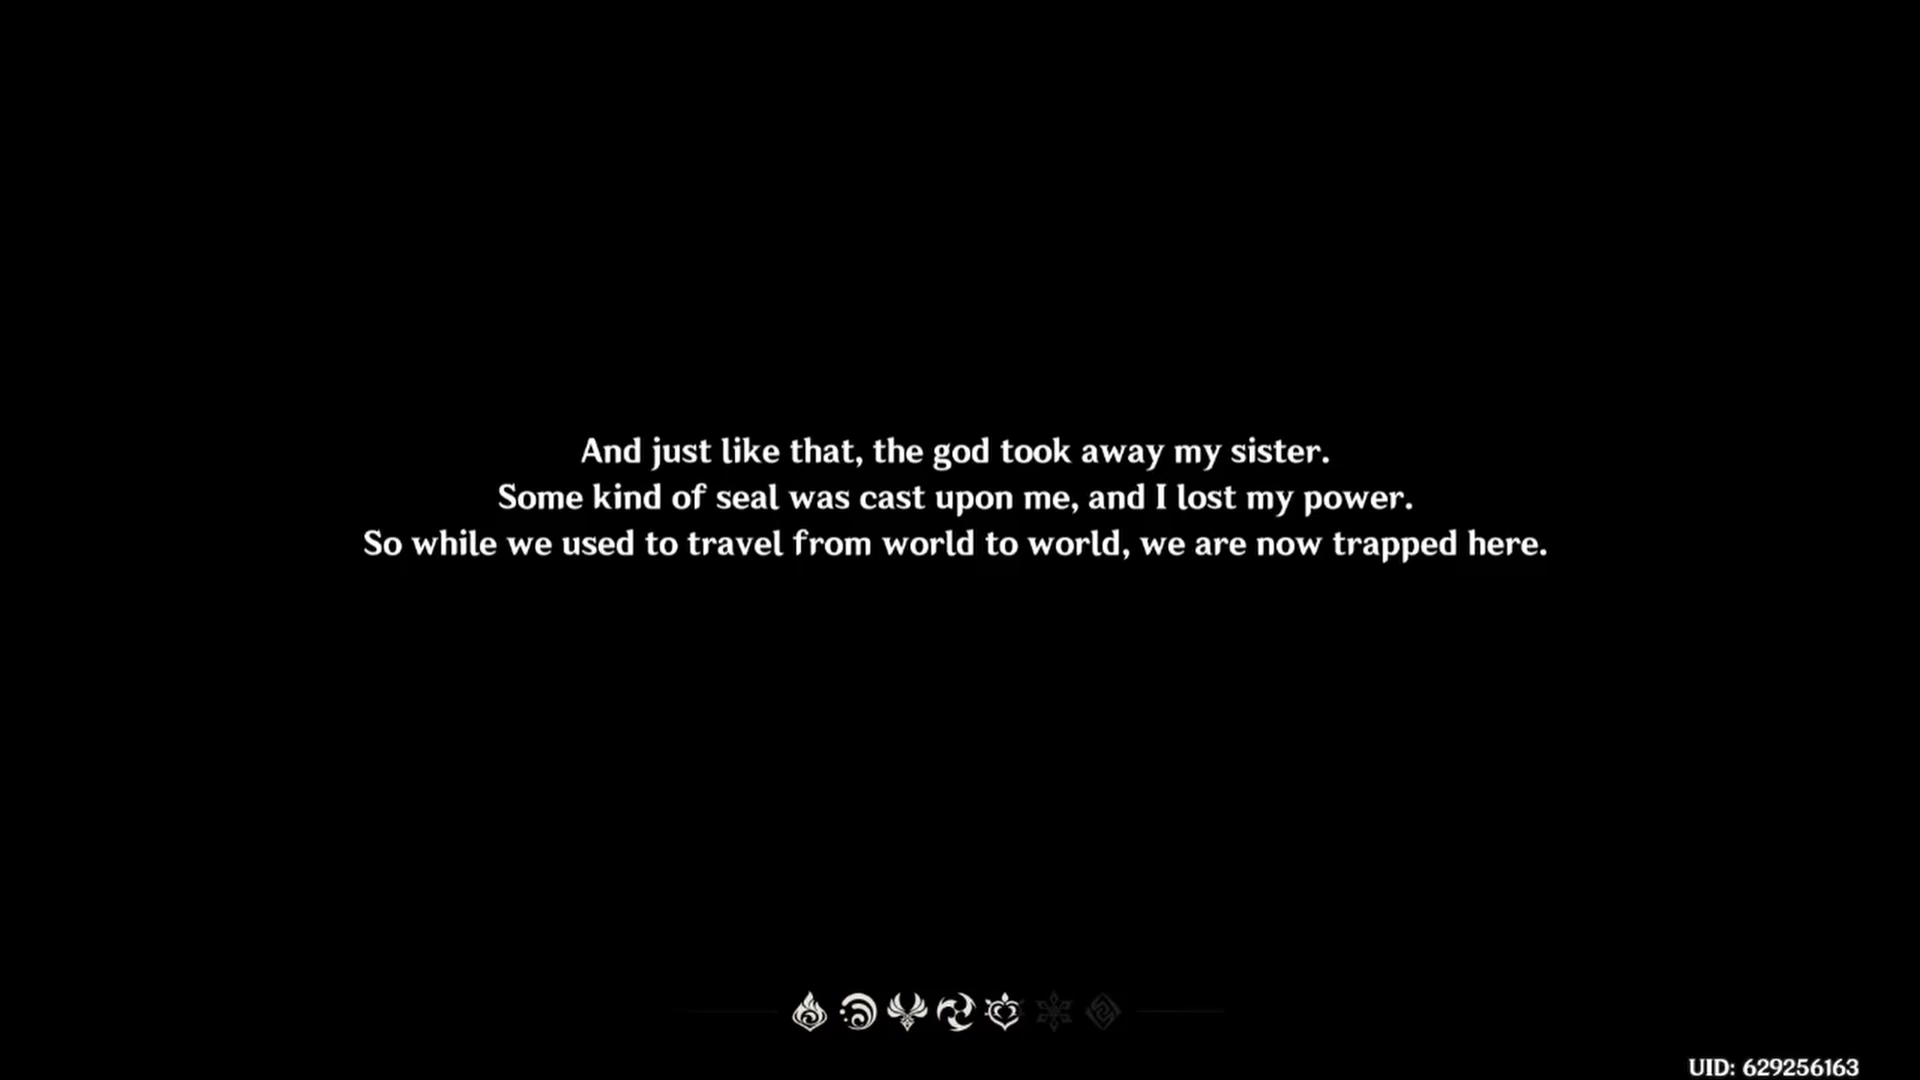 And just like that, the god took away my sister.
Some kind of seal was cast upon me, and I lost my power.
So while we used to travel from world to world, we are now trapped here.
UID: 629256163